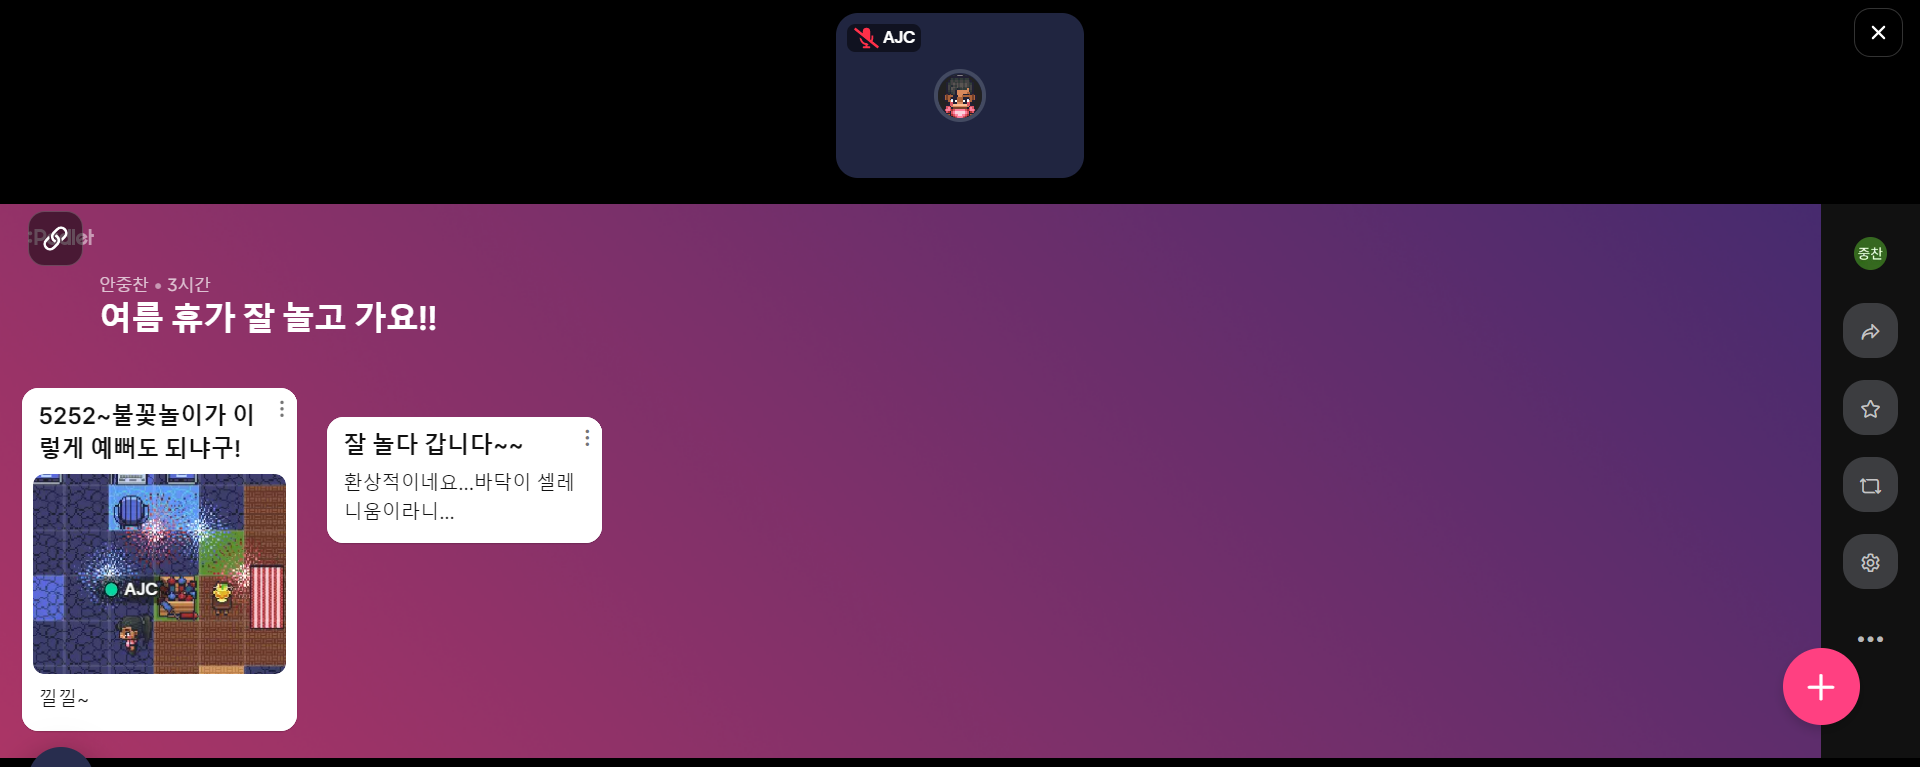 AJC
:Padlet
중찬
안중찬 • 3시간
여름 휴가 잘 놀고 가요!!
5252~불꽃놀이가 이
렇게 예뻐도 되냐구!
AJC
낄낄~
잘 놀다 갑니다~~
환상적이네요...바닥이 셀레
니움이라니...